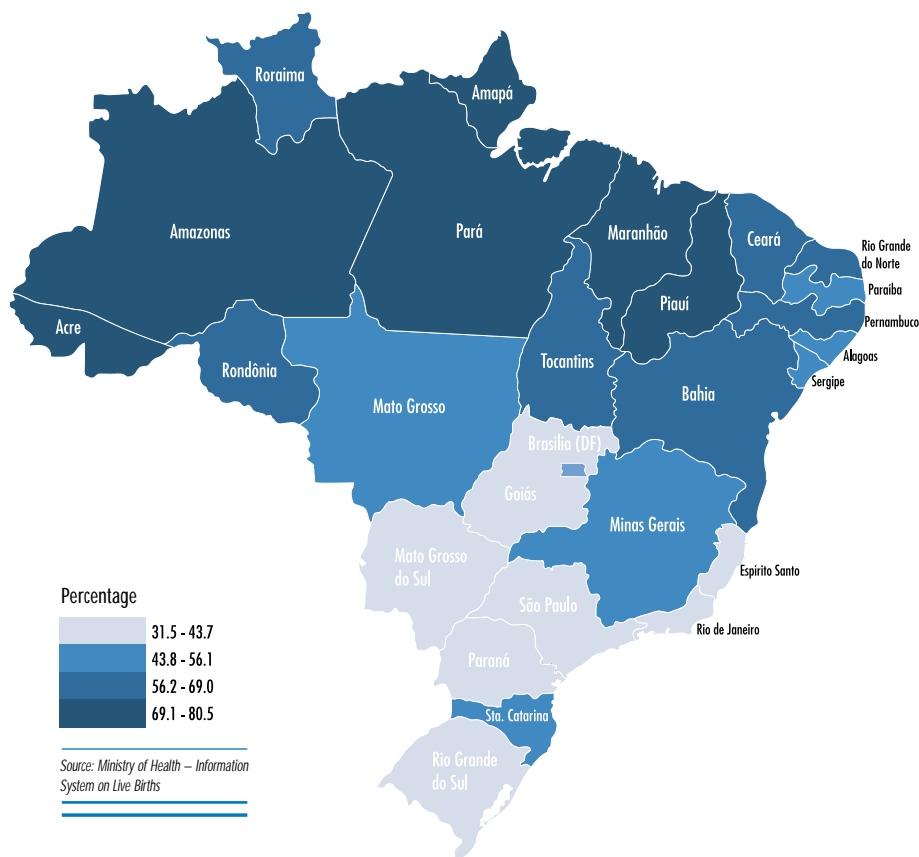 Roraima
Amapá
Amazonas
Pará
Maranhão
Ceará
Rio Grande
do Norte
Paraíba
Piauí
Pernambuco
Acre
Alagoas
Rondônia
Tocantins
Sergipe
Bahia
Mato Grosso
Brasília (DF)
Goiás
Minas Gerais
Mato Grosso
do Sul
Espírito Santo
São Paulo
Rio de Janeiro
Paraná
Sta. Catarina
Rio Grande
do Sul
Percentage
31.5 - 43.7
43.8 - 56.1
56.2 - 69.0
69.1 - 80.5
Source: Ministry of Health – Information
System on Live Births